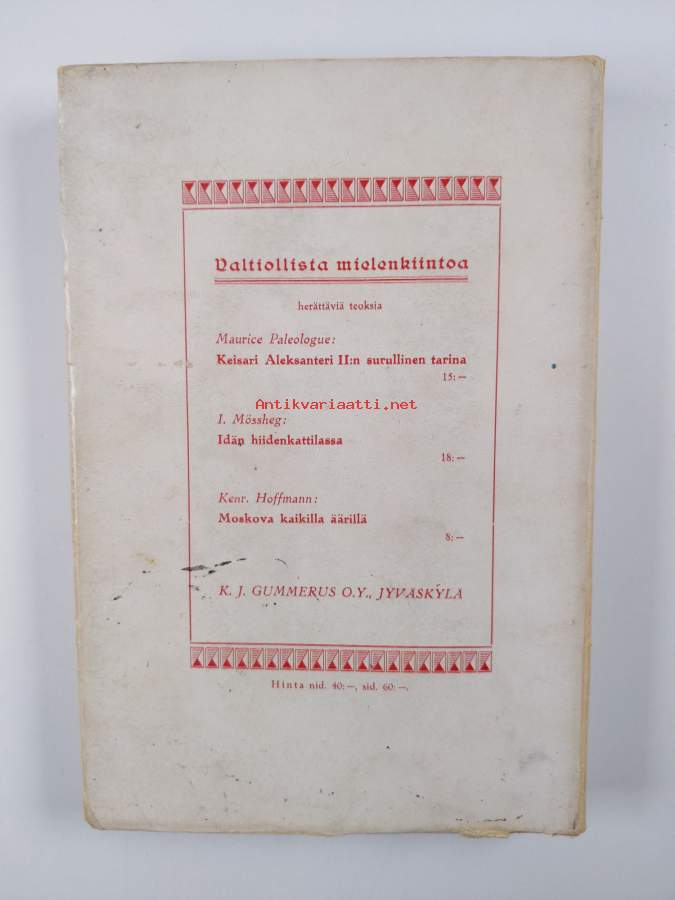 Valtiollista mielenkiintoa
herättäviä teoksia
Maurice Paleologue:
Keisari Aleksanteri II:n surullinen tarina
15:—
Antikvariaatti.net
I. Mössheg:
Idän hiidenkattilassa
18:—
Kenr. Hoffmann:
Moskova kaikilla äärillä
8:—
K. J. GUMMERUS O.Y., JYVÄSKYLÄ
Hinta nid. 40:—, sid. 60:—.